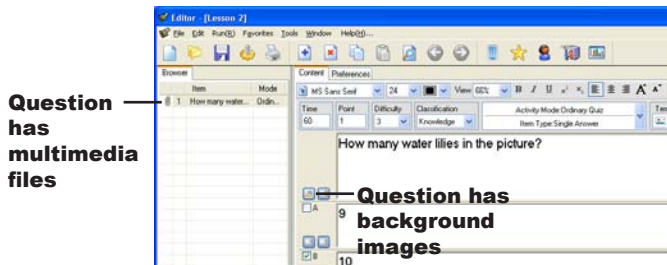 Editor - [Lesson 2]
File Edit Run(R) Favorites Tools Window Help(H)...
Browser
Content Preferences
Item Mode
MS Sans Serif 24 View 66% B I U
1 How many water... Ordin...
Time Point Difficulty Classification
Activity Mode:Ordinary Quiz
60 1 3 Knowledge
Item Type:Single Answer
Question has multimedia files
How many water lilies in the picture?
Question has background images
A
9
B
10